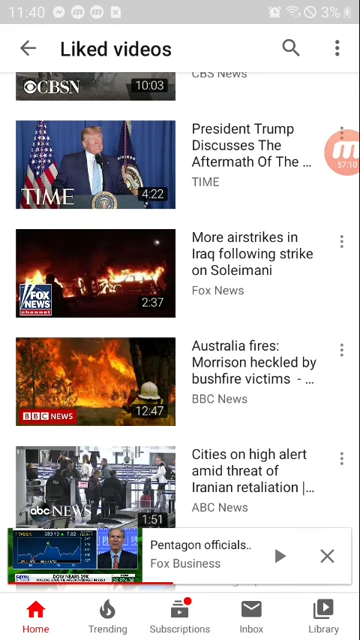 11:40
3%
Liked videos
CBS News
CBSN
10:03
President Trump
Discusses The
Aftermath Of The ...
TIME
TIME
4:22
57:10
More airstrikes in
Iraq following strike
on Soleimani
Fox News
FOX
NEWS
channel
2:37
Australia fires:
Morrison heckled by
bushfire victims - ...
BBC News
BBC NEWS
12:47
Cities on high alert
amid threat of
Iranian retaliation |...
ABC News
abc NEWS
1:51
Pentagon officials..
Fox Business
Home
Trending
Subscriptions
Inbox
Library